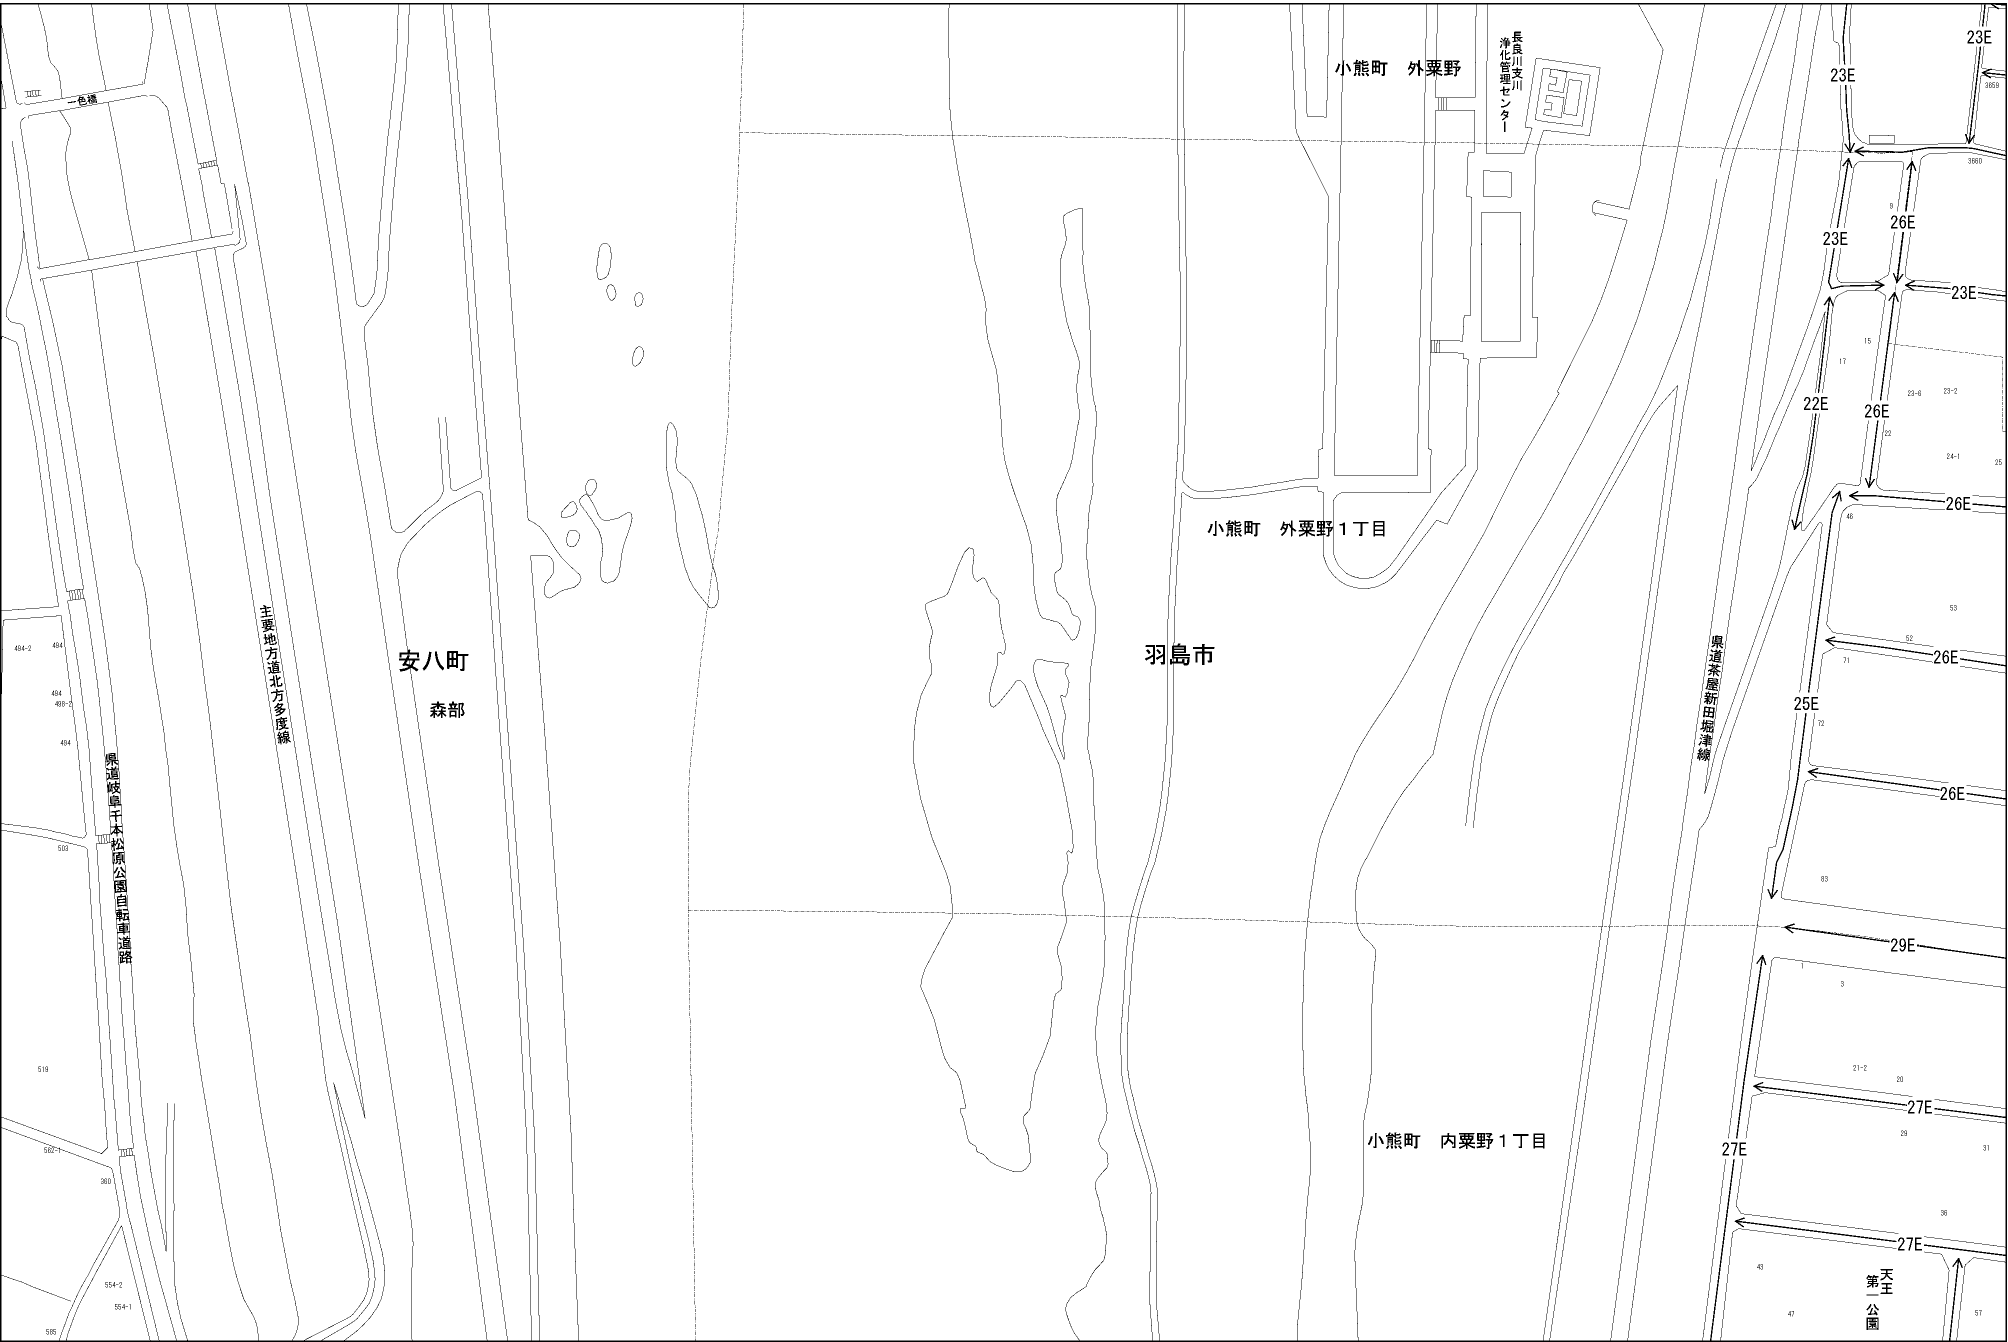 一色橋
小熊町　外粟野
長良川支川
浄化管理センター
23E
23E
3659
3660
23E
9
26E
23E
15
17
22E
26E
23-6
23-2
22
24-1
25
26E
46
小熊町　外粟野１丁目
53
52
26E
71
25E
72
県道茶屋新田堀津線
羽島市
安八町
森部
主要地方道北方多度線
494-2
494
494
498-2
494
県道岐阜千本松原公園自転車道路
503
26E
83
29E
1
3
519
21-2
20
27E
29
31
27E
小熊町　内粟野１丁目
562-1
360
36
27E
43
天王
第一公園
47
57
554-2
554-1
585